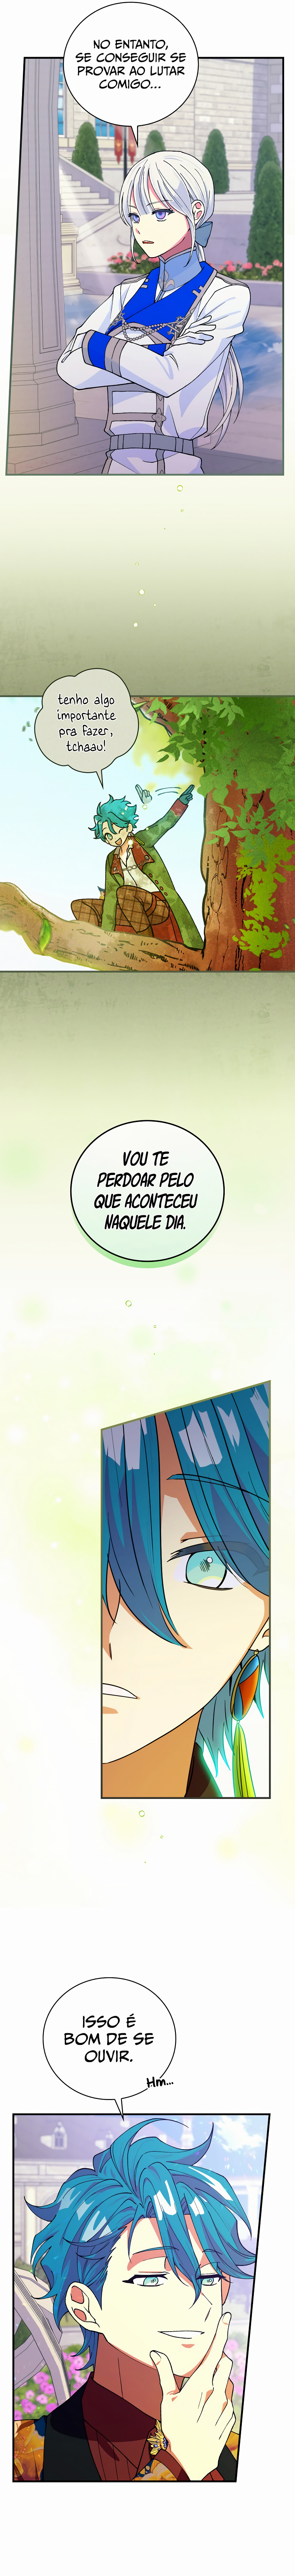 NO ENTANTO,
SE CONSEGUIR SE
PROVAR AO LUTAR
COMIGO...
tenho algo
importante
pra fazer,
tchaau!
VOU TE
PERDOAR PELO
QUE ACONTECEU
NAQUELE DIA.
ISSO É
BOM DE SE
OUVIR.
Hm...